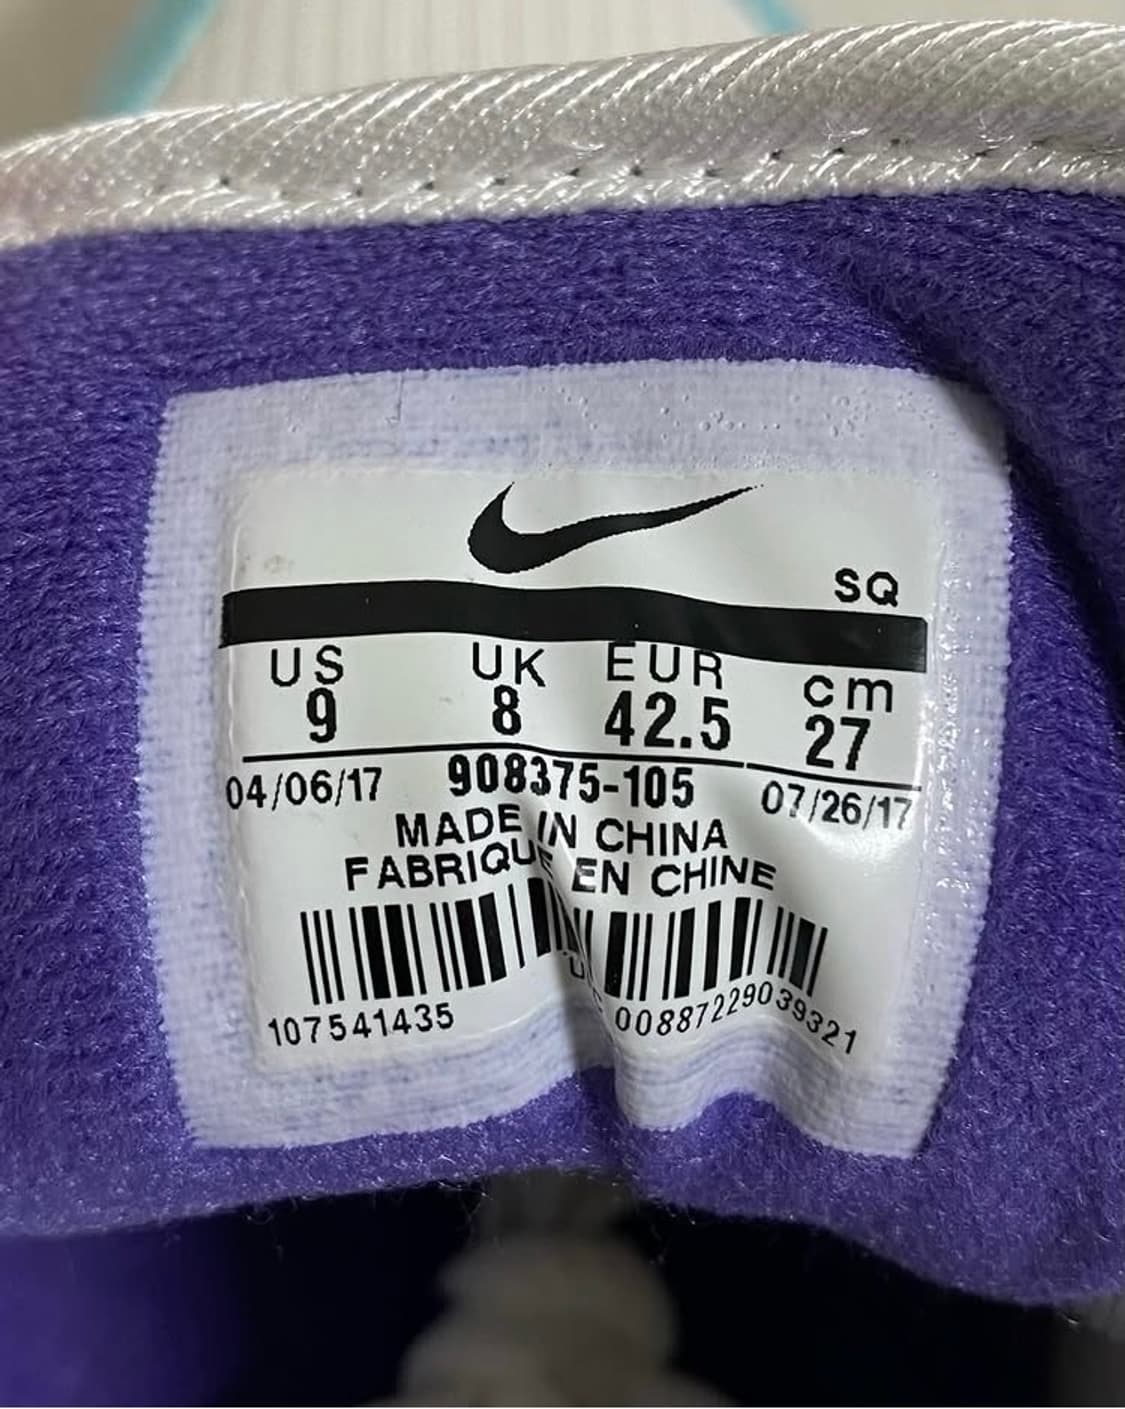 SQ
US UK EUR cm
9 8 42.5 27
04/06/17 908375-105 07/26/17
MADE IN CHINA
FABRIQUE EN CHINE
107541435 00887229039321